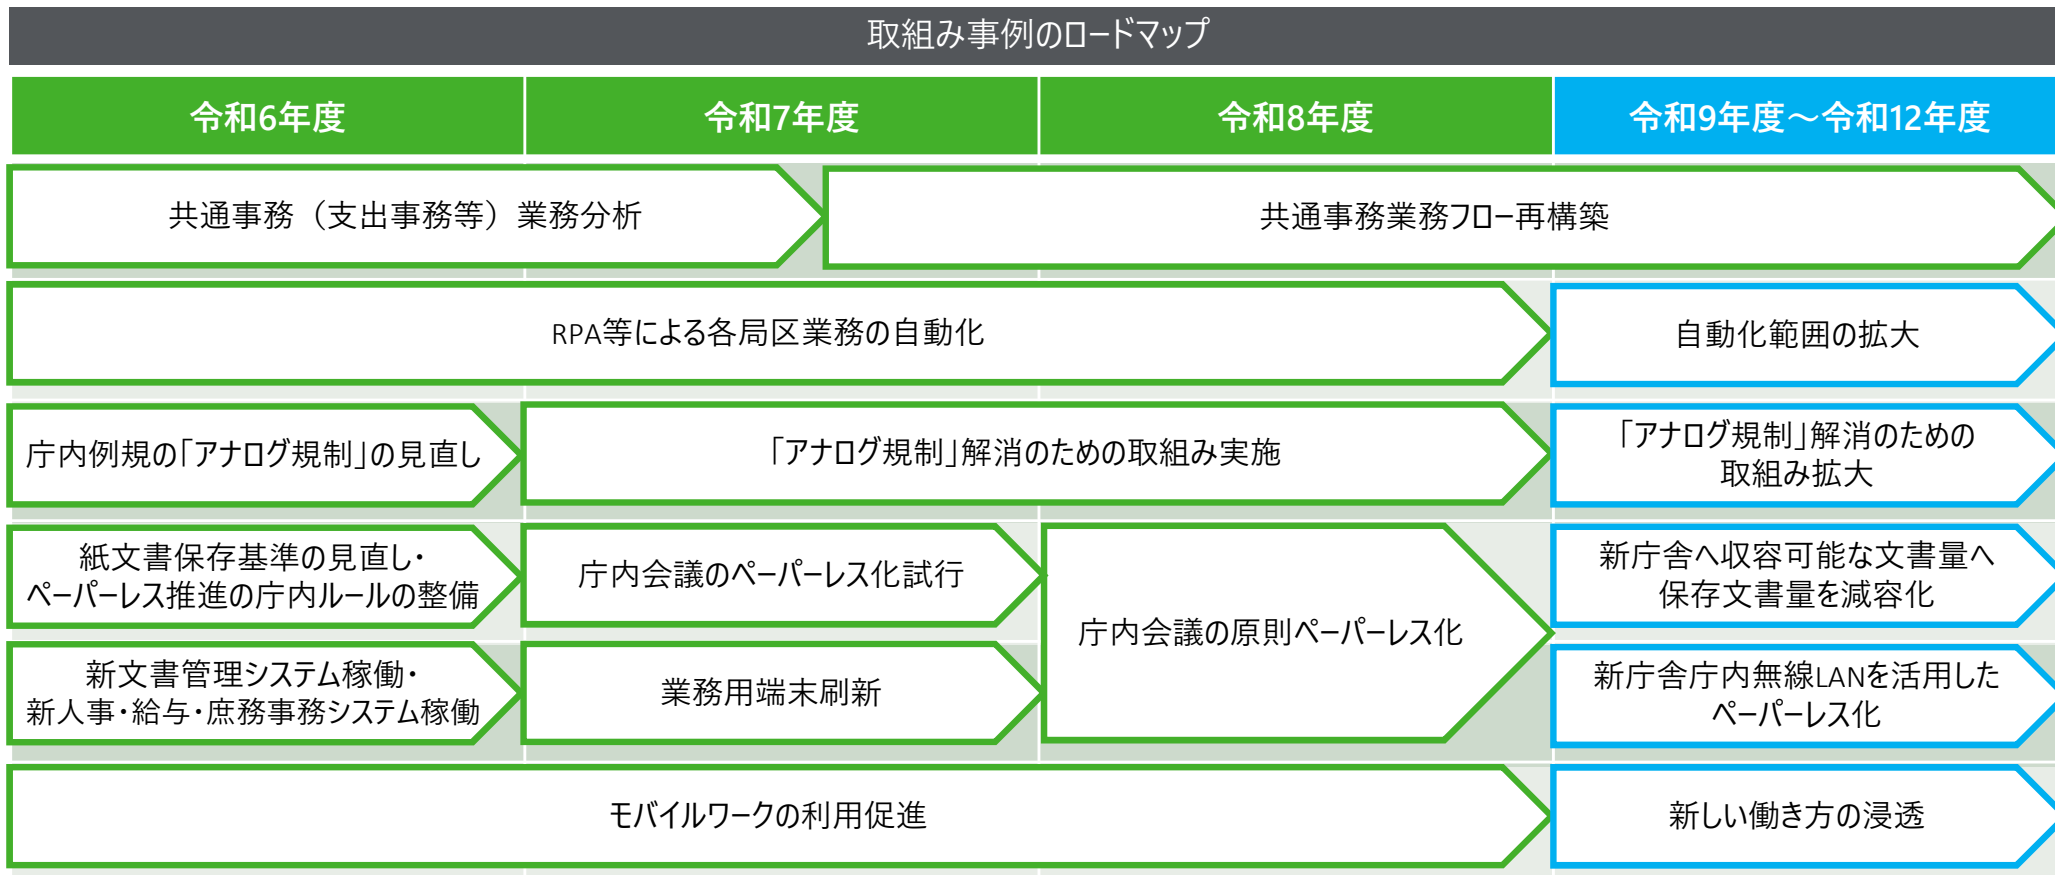 取組み事例のロードマップ
令和6年度
令和7年度
令和8年度
令和9年度～令和12年度
共通事務（支出事務等）業務分析
共通事務業務フロー再構築
RPA等による各局区業務の自動化
自動化範囲の拡大
庁内例規の「アナログ規制」の見直し
「アナログ規制」解消のための取組み実施
「アナログ規制」解消のための
取組み拡大
紙文書保存基準の見直し・
ペーパーレス推進の庁内ルールの整備
庁内会議のペーパーレス化試行
庁内会議の原則ペーパーレス化
新庁舎へ収容可能な文書量へ
保存文書量を減容化
新文書管理システム稼働・
新人事・給与・庶務事務システム稼働
業務用端末刷新
新庁舎庁内無線LANを活用した
ペーパーレス化
モバイルワークの利用促進
新しい働き方の浸透